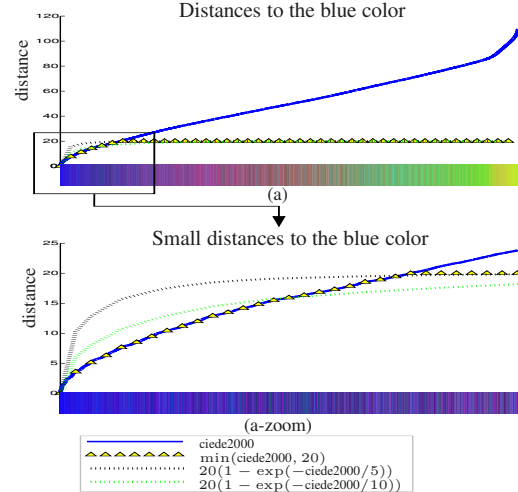 Distances to the blue color
120
100
80
60
40
20
0
distance
(a)
Small distances to the blue color
25
20
15
10
5
0
distance
(a-zoom)
ciede2000
min(ciede2000, 20)
20(1 − exp(−ciede2000/5))
20(1 − exp(−ciede2000/10))